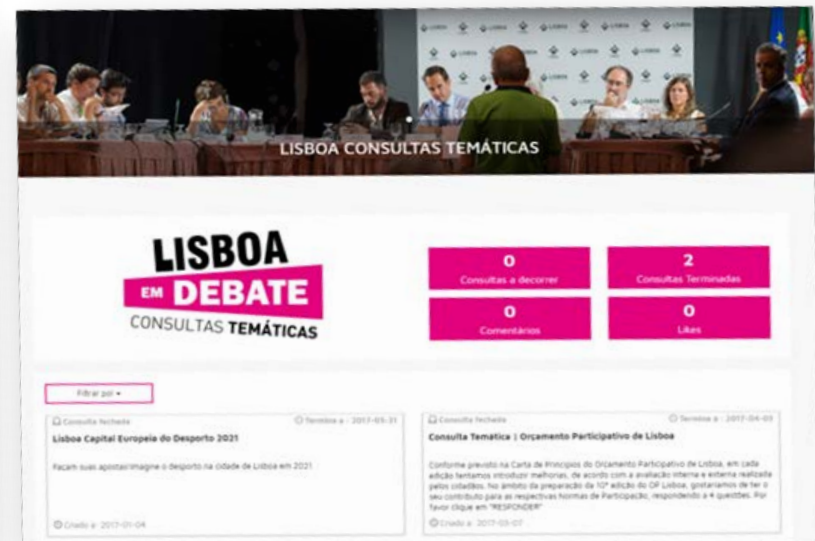 LISBOA CONSULTAS TEMÁTICAS
LISBOA
EM DEBATE
CONSULTAS TEMÁTICAS
0
Consultas a decorrer
2
Consultas Terminadas
0
Comentários
0
Likes
Filtrar por
Consulta fechada
Termina a : 2017-03-31
Lisboa Capital Europeia do Desporto 2021
Façam suas apostas!Imagine o desporto na cidade de Lisboa em 2021
Criado a: 2017-01-04
Consulta fechada
Termina a : 2017-04-03
Consulta Temática | Orçamento Participativo de Lisboa
Conforme previsto na Carta de Princípios do Orçamento Participativo de Lisboa, em cada
edição tentamos introduzir melhorias, de acordo com a avaliação interna e externa realizada
pelos cidadãos. No âmbito da preparação da 10ª edição do OP Lisboa, gostaríamos de ter o
seu contributo para as respectivas Normas de Participação, respondendo a 4 questões. Por
favor clique em "RESPONDER"
Criado a: 2017-03-07